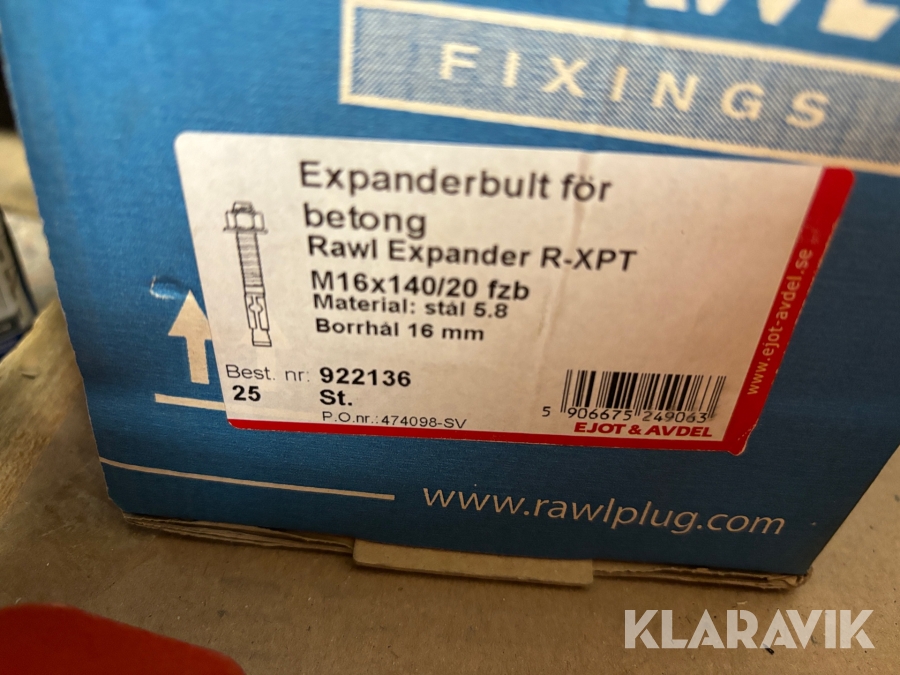 FIXINGS
Expanderbult för
betong
Rawl Expander R-XPT
M16x140/20 fzb
Material: stål 5.8
Borrhål 16 mm
Best. nr: 922136
25 St.
P.O.nr.:474098-SV
5 906675 249063
EJOT & AVDEL
www.ejot-avdel.se
www.rawlplug.com
KLARAVIK